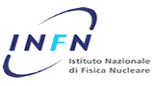 INFN
Istituto Nazionale
di Fisica Nucleare